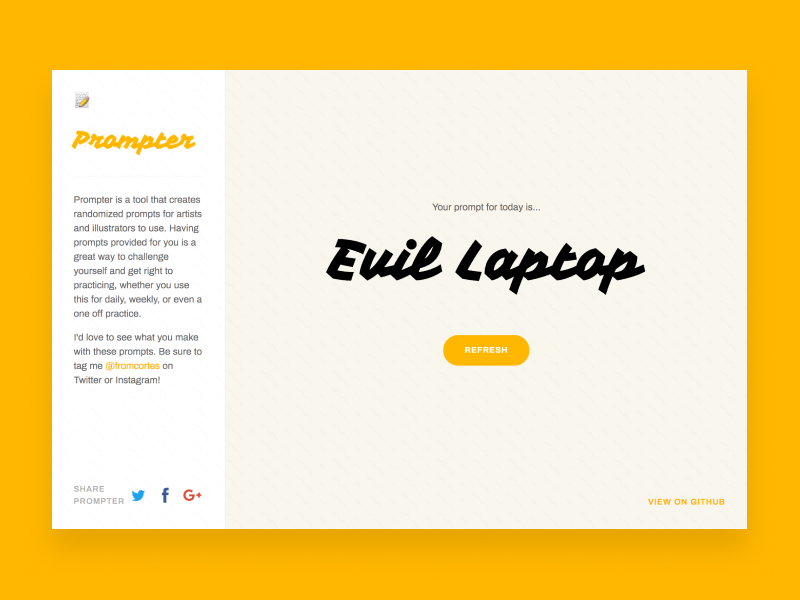 Prompter
Prompter is a tool that creates
randomized prompts for artists
and illustrators to use. Having
prompts provided for you is a
great way to challenge
yourself and get right to
practicing, whether you use
this for daily, weekly, or even a
one off practice.
I'd love to see what you make
with these prompts. Be sure to
tag me @fromcortes on
Twitter or Instagram!
SHARE
PROMPTER
Your prompt for today is...
Evil Laptop
REFRESH
VIEW ON GITHUB